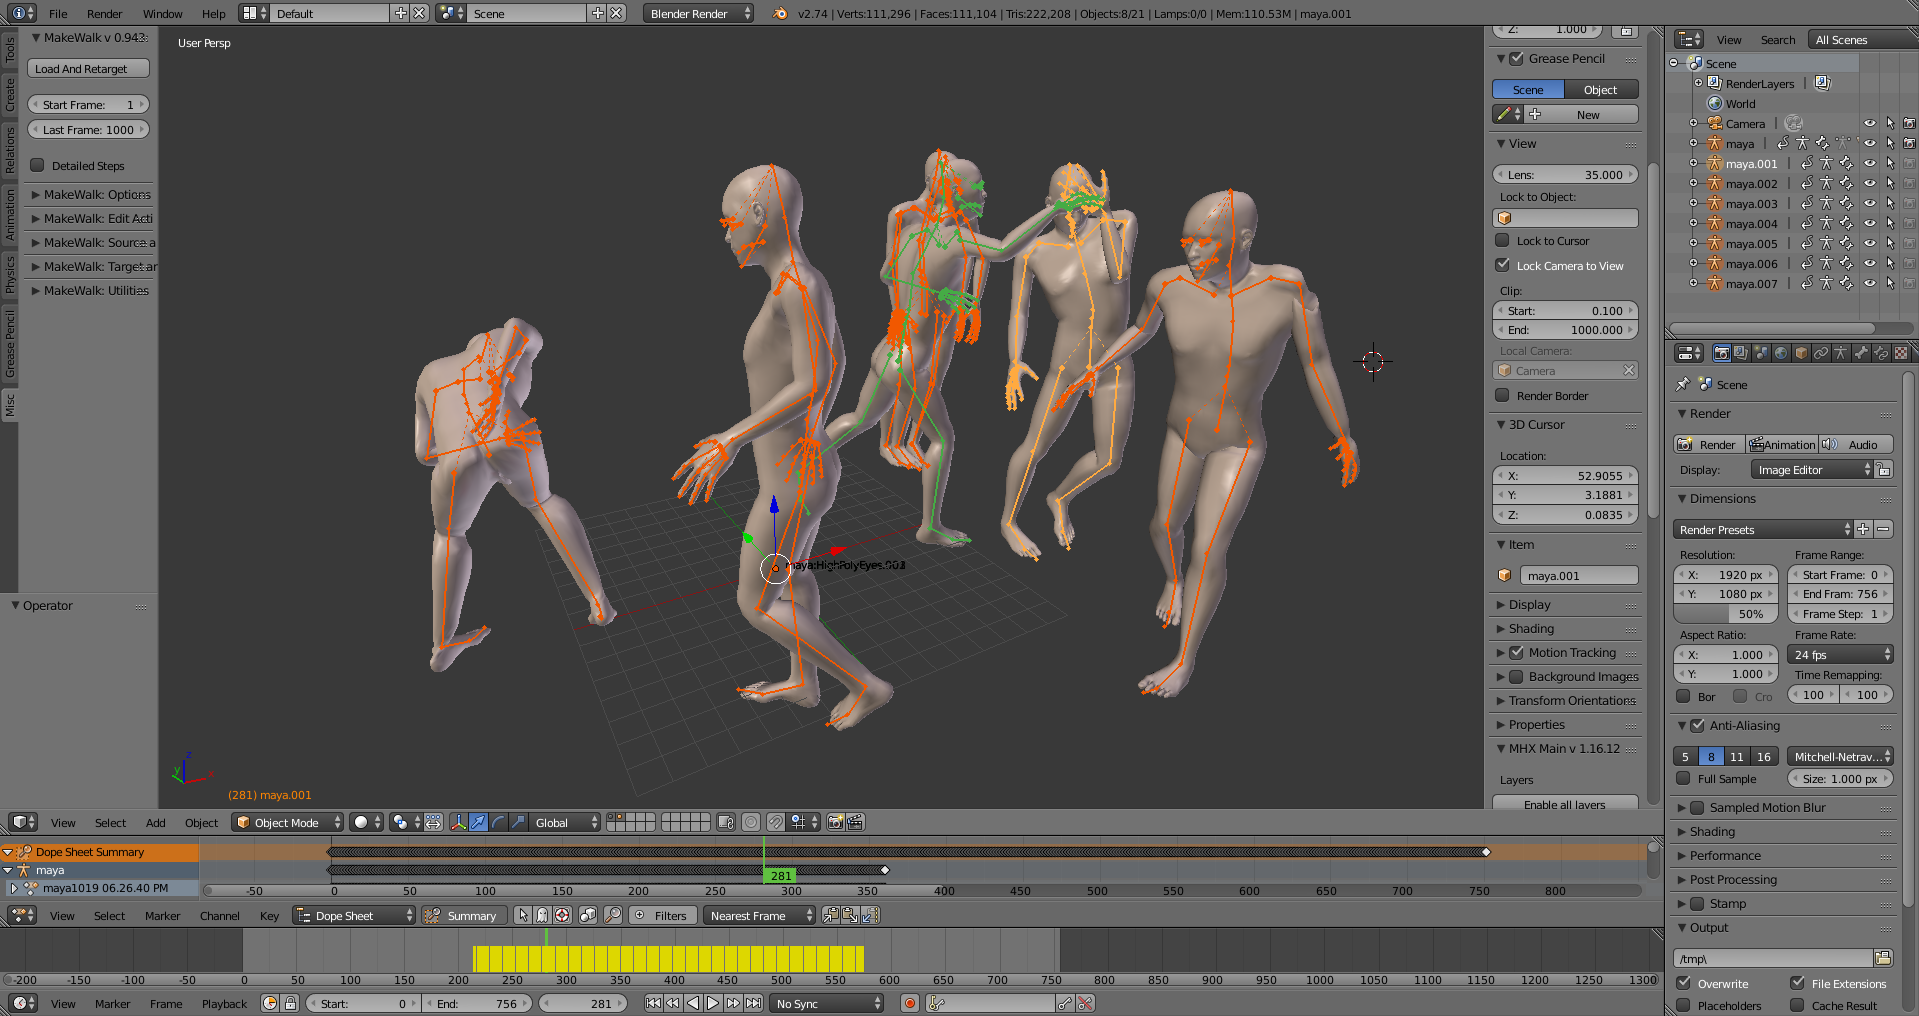 File Render Window Help Default Scene Blender Render v2.74 | Verts:111,296 | Faces:111,104 | Tris:222,208 | Objects:8/21 | Lamps:0/0 | Mem:110.53M | maya.001
MakeWalk v 0.943
Load And Retarget
Start Frame: 1
Last Frame: 1000
Detailed Steps
MakeWalk: Options
MakeWalk: Edit Acti
MakeWalk: Source a
MakeWalk: Target ar
MakeWalk: Utilities
Operator
Tools
Create
Relations
Animation
Physics
Grease Pencil
Misc
User Persp
(281) maya.001
z
y
x
Z: 1.000
Grease Pencil
Scene Object
New
View
Lens: 35.000
Lock to Object:
Lock to Cursor
Lock Camera to View
Clip:
Start: 0.100
End: 1000.000
Local Camera:
Camera
Render Border
3D Cursor
Location:
X: 52.9055
Y: 3.1881
Z: 0.0835
Item
maya.001
Display
Shading
Motion Tracking
Background Images
Transform Orientations
Properties
MHX Main v 1.16.12
Layers
Enable all layers
View Search All Scenes
Scene
RenderLayers
World
Camera
maya
maya.001
maya.002
maya.003
maya.004
maya.005
maya.006
maya.007
Scene
Render
Render Animation Audio
Display: Image Editor
Dimensions
Render Presets
Resolution: Frame Range:
X: 1920 px Start Frame: 0
Y: 1080 px End Fram: 756
50% Frame Step: 1
Aspect Ratio: Frame Rate:
X: 1.000 24 fps
Y: 1.000 Time Remapping:
Bor Cro 100 100
Anti-Aliasing
5 8 11 16 Mitchell-Netrav...
Full Sample Size: 1.000 px
Sampled Motion Blur
Shading
Performance
Post Processing
Stamp
Output
/tmp\
Overwrite File Extensions
Placeholders Cache Result
View Select Add Object Object Mode Global
Dope Sheet Summary
maya
maya1019 06.26.40 PM
-50 0 50 100 150 200 250 281 300 350 400 450 500 550 600 650 700 750 800
View Select Marker Channel Key Dope Sheet Summary Filters Nearest Frame
-200 -150 -100 -50 0 50 100 150 200 250 300 350 400 450 500 550 600 650 700 750 800 850 900 950 1000 1050 1100 1150 1200 1250 1300
View Marker Frame Playback Start: 0 End: 756 281 No Sync